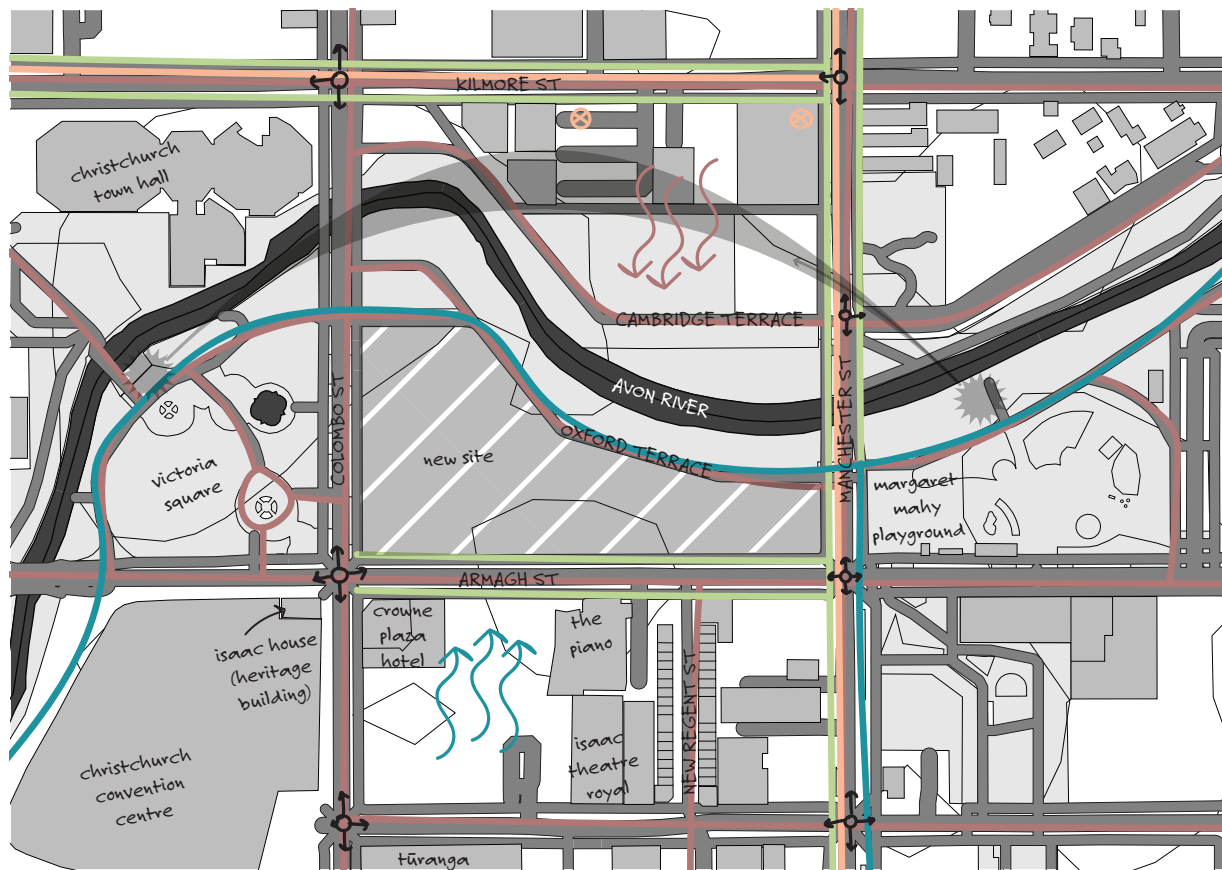 KILMORE ST
christchurch
town hall
CAMBRIDGE TERRACE
AVON RIVER
COLOMBO ST
MANCHESTER ST
OXFORD TERRACE
new site
victoria
square
margaret
mahy
playground
ARMAGH ST
crowne
plaza
hotel
the
piano
isaac house
(heritage
building)
NEW REGENT ST
isaac
theatre
royal
christchurch
convention
centre
tūranga